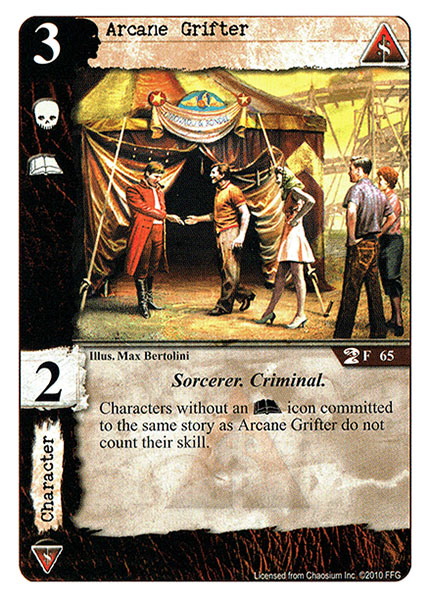 3
Arcane Grifter
Illus. Max Bertolini
F 65
2
Sorcerer. Criminal.
Characters without an icon committed
to the same story as Arcane Grifter do not
count their skill.
Character
Licensed from Chaosium Inc. ©2010 FFG